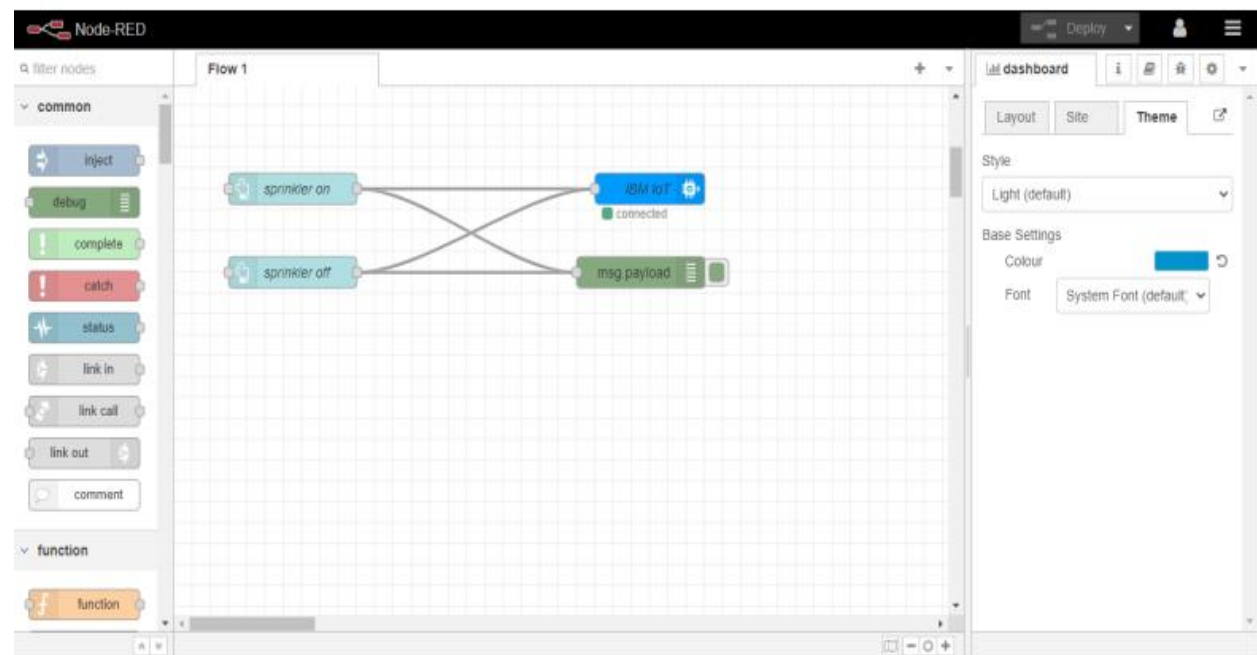 Node-RED
Deploy
filter nodes
common
inject
debug
complete
catch
status
link in
link call
link out
comment
function
function
Flow 1
sprinkler on
sprinkler off
IBM IoT
connected
msg.payload
dashboard
i
Layout
Site
Theme
Style
Light (default)
Base Settings
Colour
Font
System Font (default)